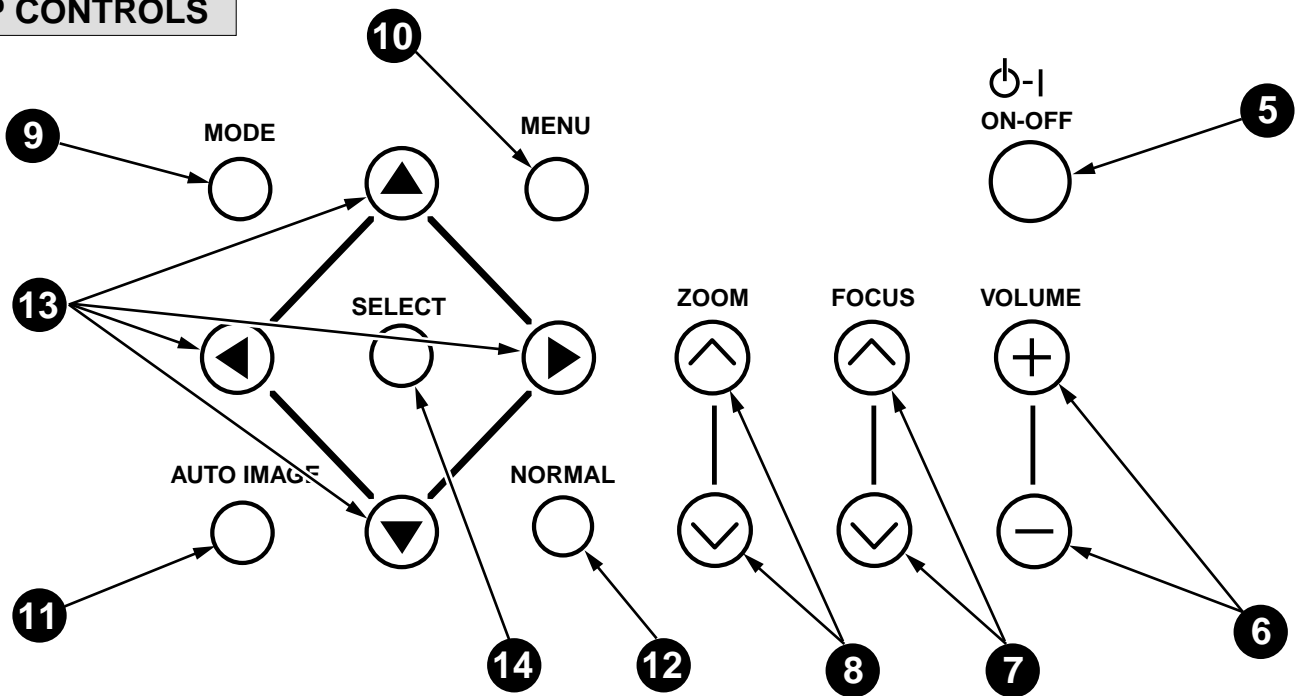 CONTROLS
10
5
ON-OFF
9
MODE
MENU
13
SELECT
ZOOM
FOCUS
VOLUME
AUTO IMAGE
NORMAL
11
14
12
8
7
6